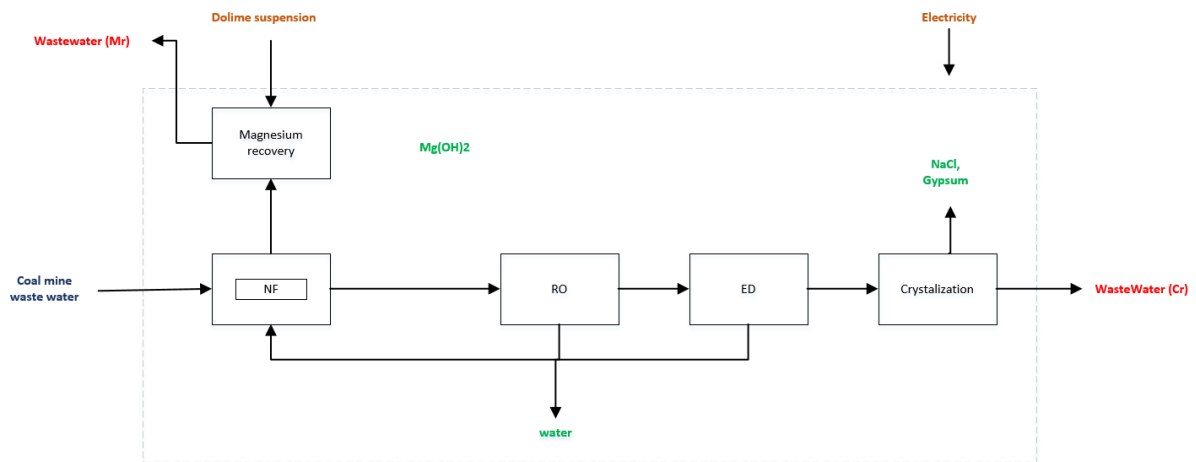 Dolime suspension
Electricity
Wastewater (Mr)
Magnesium
recovery
Mg(OH)2
NaCl,
Gypsum
Coal mine
waste water
NF
RO
ED
Crystalization
WasteWater (Cr)
water